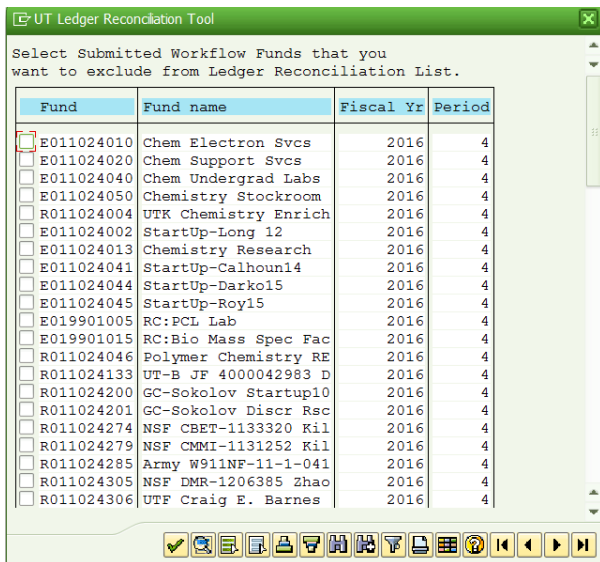 UT Ledger Reconciliation Tool
Select Submitted Workflow Funds that you
want to exclude from Ledger Reconciliation List.
Fund Fund name Fiscal Yr Period
E011024010 Chem Electron Svcs 2016 4
E011024020 Chem Support Svcs 2016 4
E011024040 Chem Undergrad Labs 2016 4
E011024050 Chemistry Stockroom 2016 4
R011024004 UTK Chemistry Enrich 2016 4
E011024002 StartUp-Long 12 2016 4
E011024013 Chemistry Research 2016 4
E011024041 StartUp-Calhoun14 2016 4
E011024044 StartUp-Darko15 2016 4
E011024045 StartUp-Roy15 2016 4
E019901005 RC:PCL Lab 2016 4
E019901015 RC:Bio Mass Spec Fac 2016 4
R011024046 Polymer Chemistry RE 2016 4
R011024133 UT-B JF 4000042983 D 2016 4
R011024200 GC-Sokolov Startup10 2016 4
R011024201 GC-Sokolov Discr Rsc 2016 4
R011024274 NSF CBET-1133320 Kil 2016 4
R011024279 NSF CMMI-1131252 Kil 2016 4
R011024285 Army W911NF-11-1-041 2016 4
R011024305 NSF DMR-1206385 Zhao 2016 4
R011024306 UTF Craig E. Barnes 2016 4